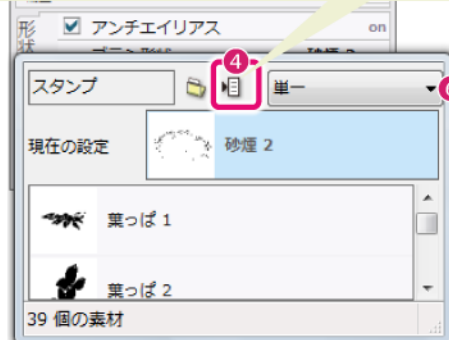 形状
アンチエイリアス on
スタンプ
4
単一
現在の設定
砂煙 2
葉っぱ 1
葉っぱ 2
39 個の素材